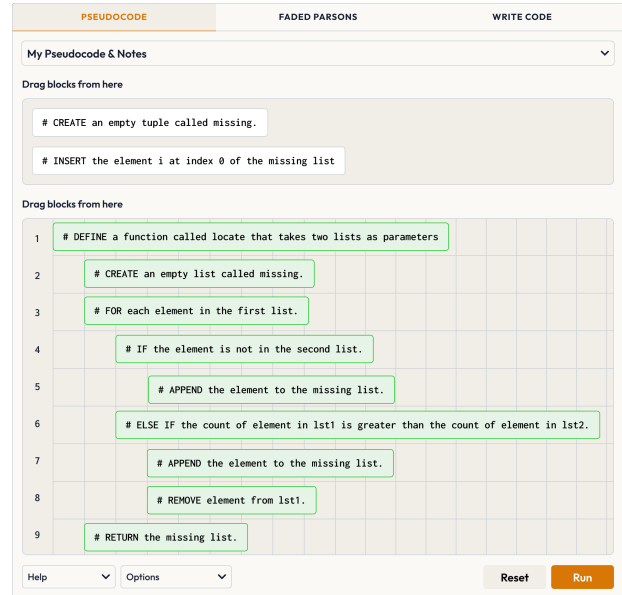 PSEUDOCODE FADED PARSONS WRITE CODE
My Pseudocode & Notes
Drag blocks from here
# CREATE an empty tuple called missing.
# INSERT the element i at index 0 of the missing list
Drag blocks from here
1 # DEFINE a function called locate that takes two lists as parameters
2 # CREATE an empty list called missing.
3 # FOR each element in the first list.
4 # IF the element is not in the second list.
5 # APPEND the element to the missing list.
6 # ELSE IF the count of element in lst1 is greater than the count of element in lst2.
7 # APPEND the element to the missing list.
8 # REMOVE element from lst1.
9 # RETURN the missing list.
Help Options Reset Run